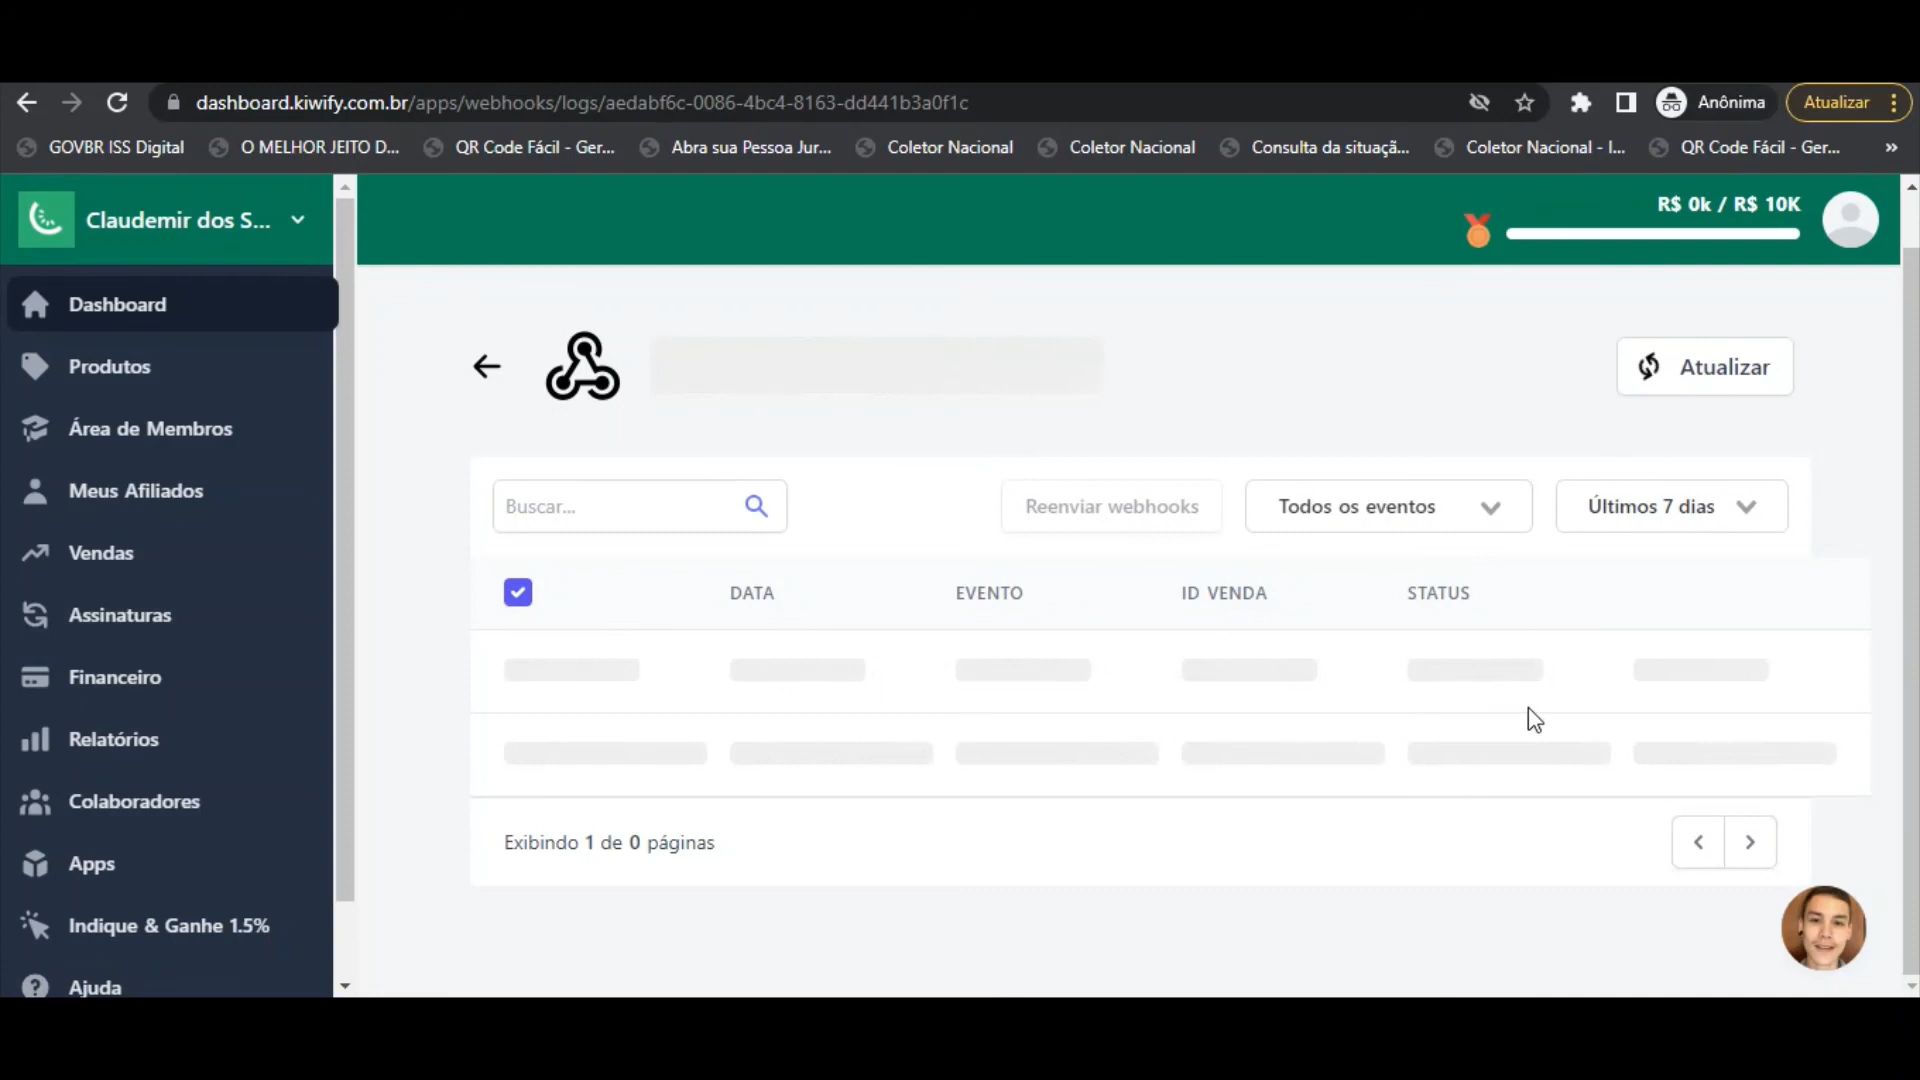 dashboard.kiwify.com.br/apps/webhooks/logs/aedabf6c-0086-4bc4-8163-dd441b3a0f1c
Anônima
Atualizar
GOVBR ISS Digital
O MELHOR JEITO D...
QR Code Fácil - Ger...
Abra sua Pessoa Jur...
Coletor Nacional
Coletor Nacional
Consulta da situaçã...
Coletor Nacional - I...
QR Code Fácil - Ger...
»
Claudemir dos S...
R$ 0k / R$ 10K
Dashboard
Produtos
Área de Membros
Meus Afiliados
Vendas
Assinaturas
Financeiro
Relatórios
Colaboradores
Apps
Indique & Ganhe 1.5%
Ajuda
Atualizar
Buscar...
Reenviar webhooks
Todos os eventos
Últimos 7 dias
DATA
EVENTO
ID VENDA
STATUS
Exibindo 1 de 0 páginas